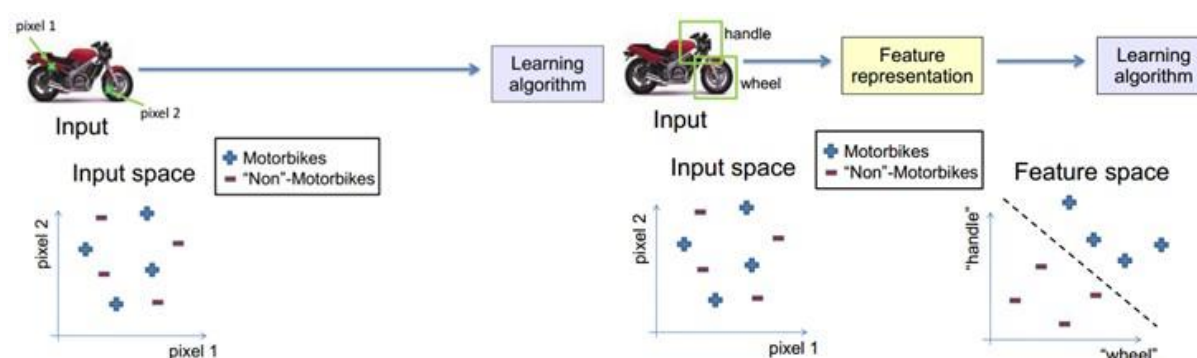 pixel 1
pixel 2
Input
Learning
algorithm
Motorbikes
"Non"-Motorbikes
Input space
pixel 2
pixel 1
handle
wheel
Input
Feature
representation
Learning
algorithm
Motorbikes
"Non"-Motorbikes
Input space
pixel 2
pixel 1
Feature space
"handle"
"wheel"